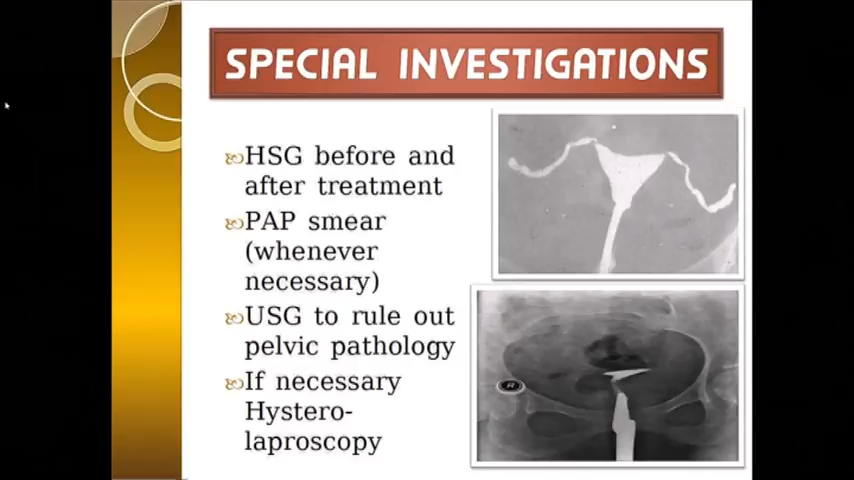 SPECIAL INVESTIGATIONS
HSG before and
after treatment
PAP smear
(whenever
necessary)
USG to rule out
pelvic pathology
If necessary
Hystero-
laproscopy
R